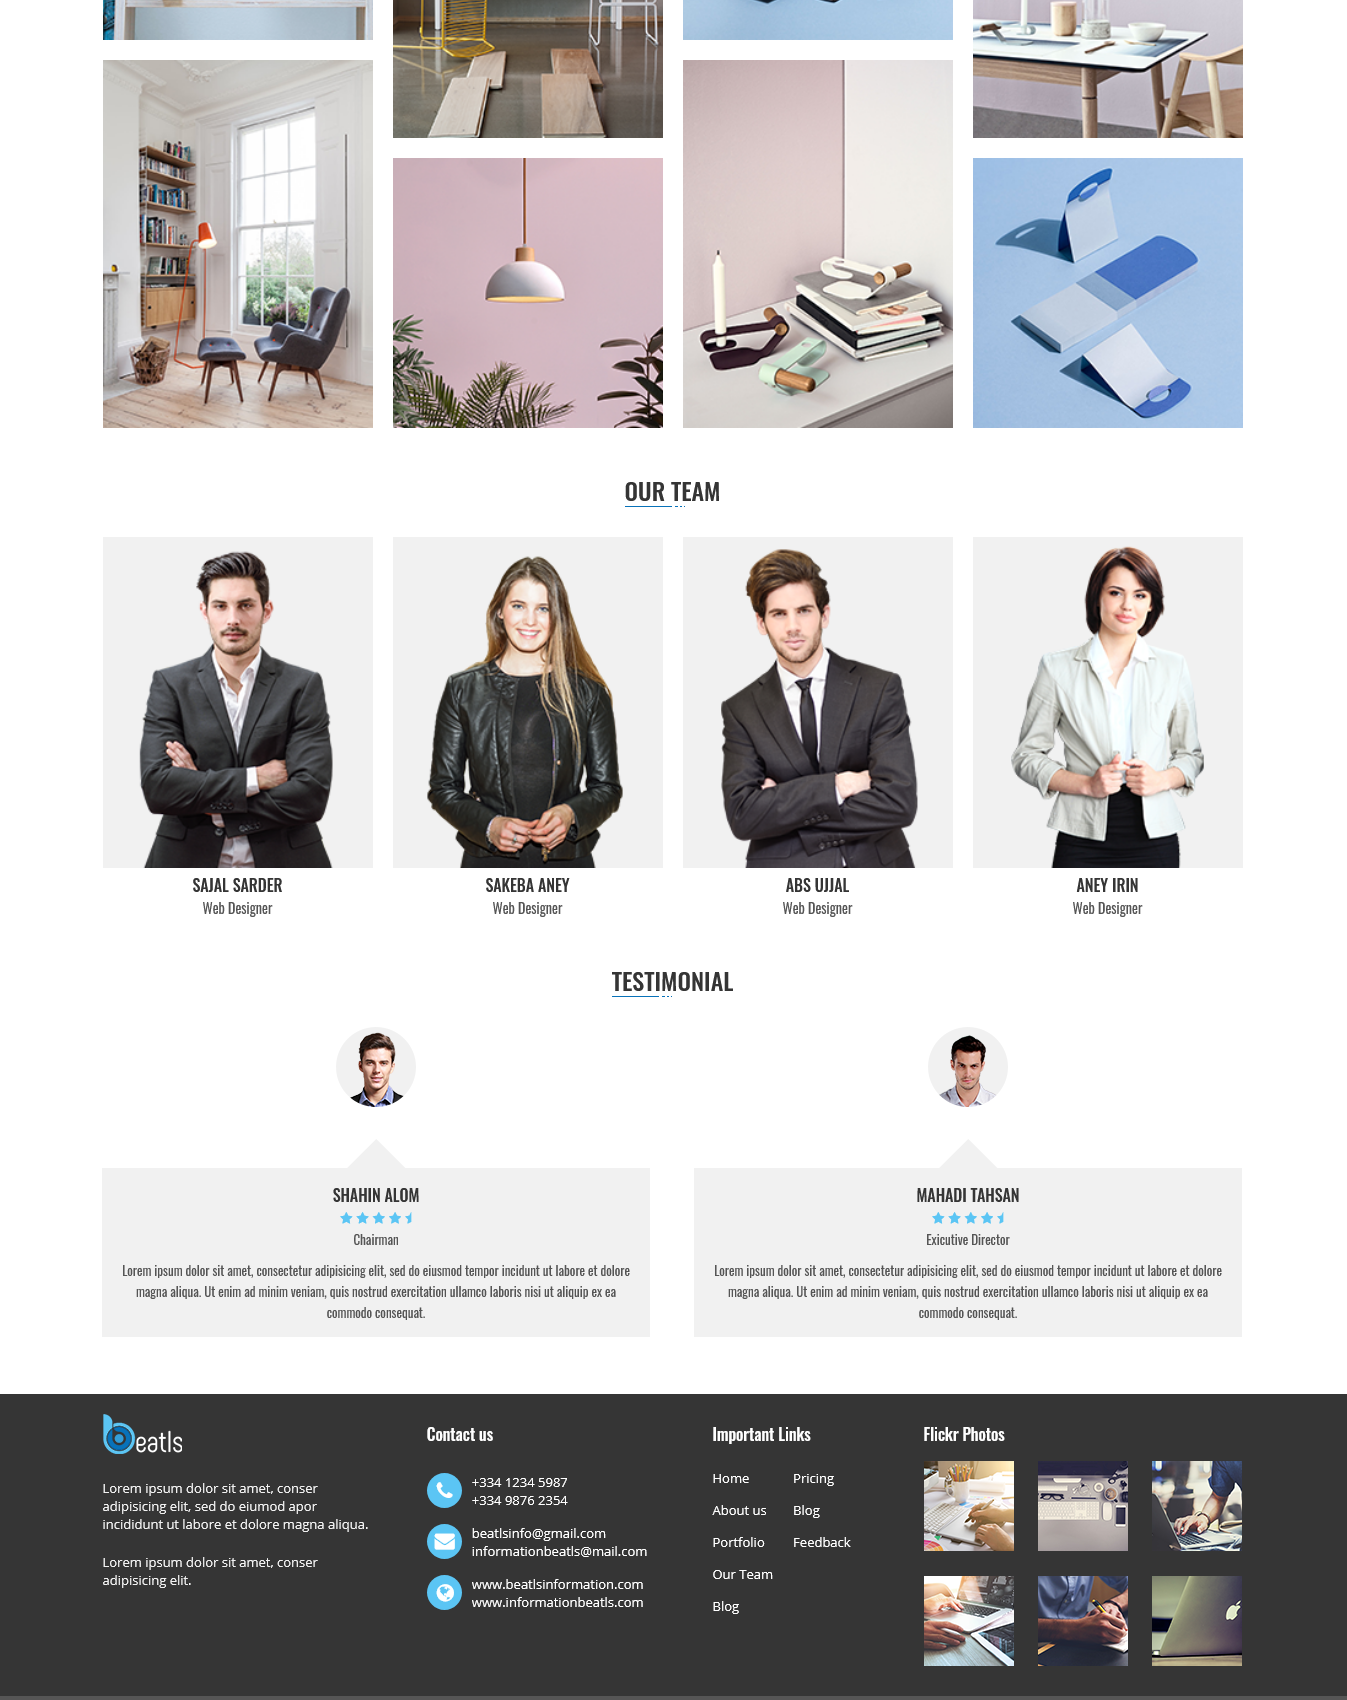 OUR TEAM
SAJAL SARDER
Web Designer
SAKEBA ANEY
Web Designer
ABS UJJAL
Web Designer
ANEY IRIN
Web Designer
TESTIMONIAL
SHAHIN ALOM
Chairman
Lorem ipsum dolor sit amet, consectetur adipisicing elit, sed do eiusmod tempor incidunt ut labore et dolore
magna aliqua. Ut enim ad minim veniam, quis nostrud exercitation ullamco laboris nisi ut aliquip ex ea
commodo consequat.
MAHADI TAHSAN
Exicutive Director
Lorem ipsum dolor sit amet, consectetur adipisicing elit, sed do eiusmod tempor incidunt ut labore et dolore
magna aliqua. Ut enim ad minim veniam, quis nostrud exercitation ullamco laboris nisi ut aliquip ex ea
commodo consequat.
beatls
Lorem ipsum dolor sit amet, conser
adipisicing elit, sed do eiumod apor
incididunt ut labore et dolore magna aliqua.
Lorem ipsum dolor sit amet, conser
adipisicing elit.
Contact us
+334 1234 5987
+334 9876 2354
beatlsinfo@gmail.com
informationbeatls@mail.com
www.beatlsinformation.com
www.informationbeatls.com
Important Links
Home
About us
Portfolio
Our Team
Blog
Pricing
Blog
Feedback
Flickr Photos